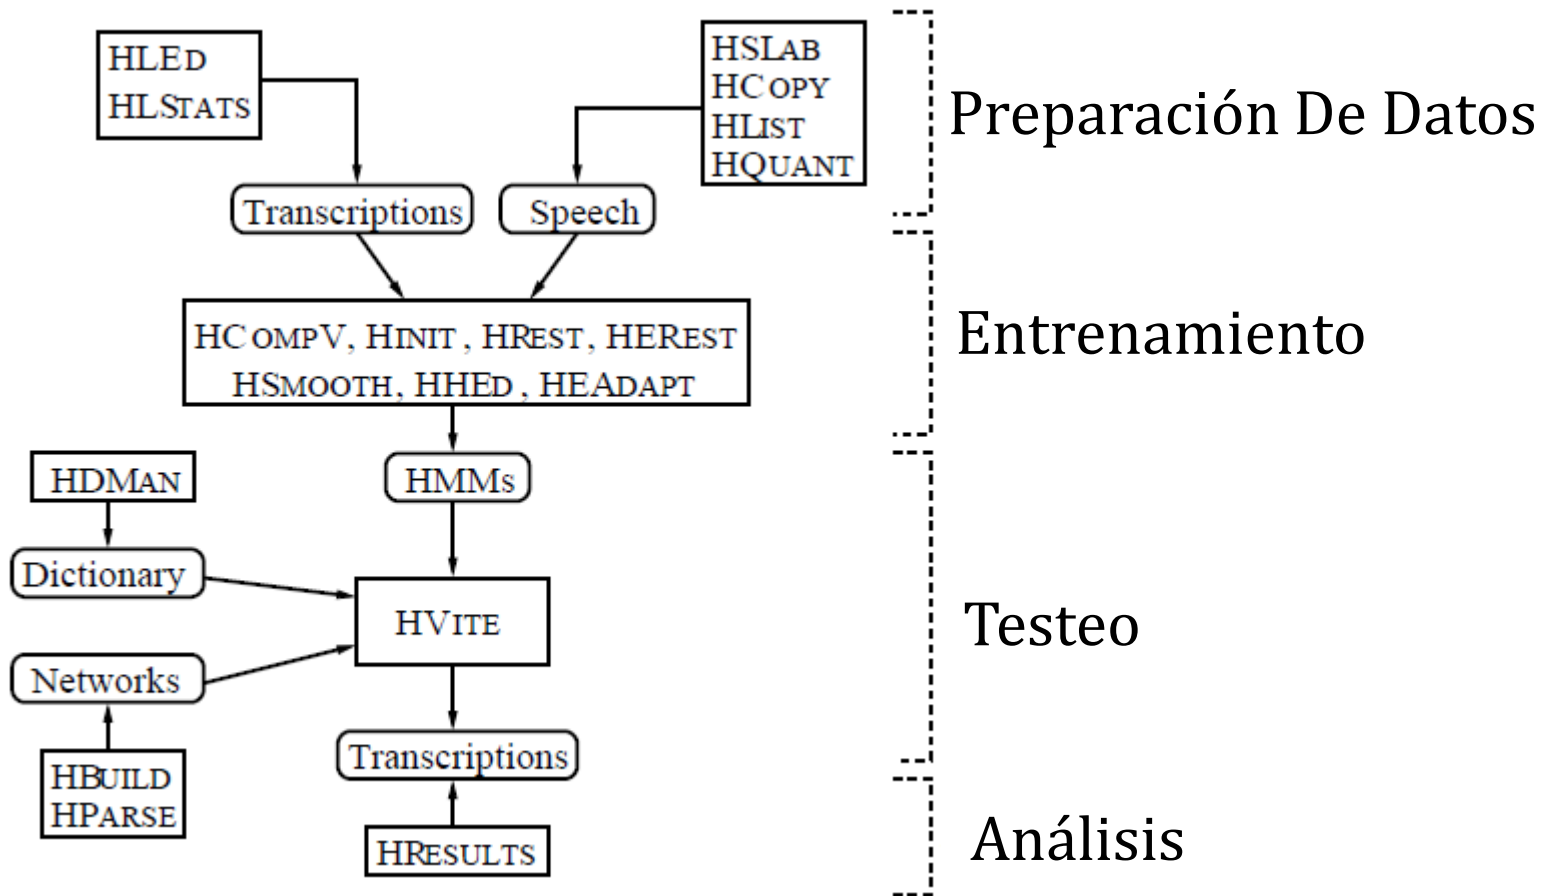 HLED
HLSTATS
HSLAB
HCOPY
HLIST
HQUANT
Preparación De Datos
Transcriptions
Speech
HCOMPV, HINIT, HREST, HEREST
HSMOOTH, HHED, HEADAPT
Entrenamiento
HDMAN
HMMs
Dictionary
HVITE
Testeo
Networks
Transcriptions
HBUILD
HPARSE
HRESULTS
Análisis